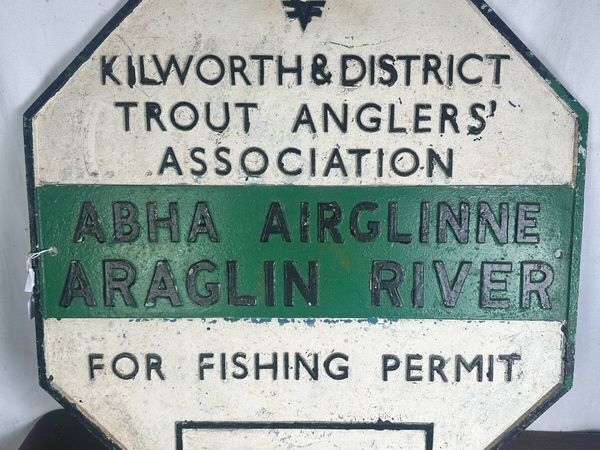 KILWORTH & DISTRICT
TROUT ANGLERS'
ASSOCIATION
ABHA AIRGLINNE
ARAGLIN RIVER
FOR FISHING PERMIT